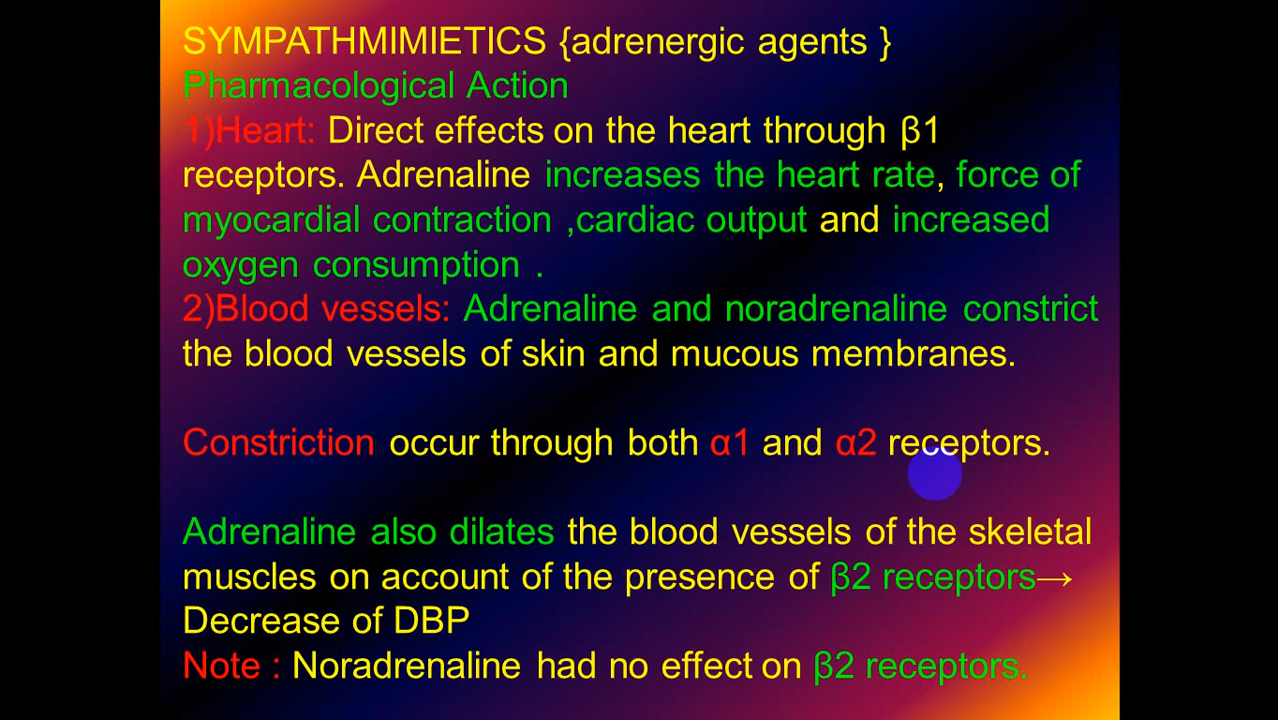 SYMPATHMIMIETICS {adrenergic agents }
Pharmacological Action
1)Heart: Direct effects on the heart through β1
receptors. Adrenaline increases the heart rate, force of
myocardial contraction ,cardiac output and increased
oxygen consumption .
2)Blood vessels: Adrenaline and noradrenaline constrict
the blood vessels of skin and mucous membranes.
Constriction occur through both α1 and α2 receptors.
Adrenaline also dilates the blood vessels of the skeletal
muscles on account of the presence of β2 receptors→
Decrease of DBP
Note : Noradrenaline had no effect on β2 receptors.